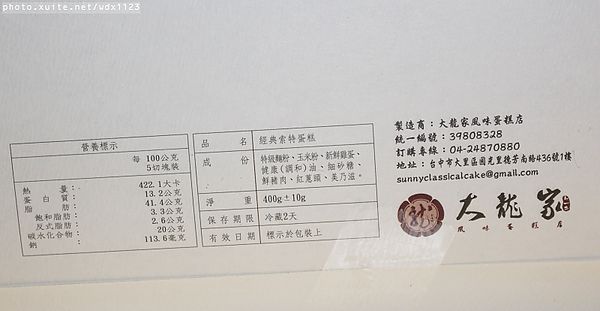 photo.xuite.net/wdx1123
營養標示
每 100公克
5切塊裝
熱量: 422.1大卡
蛋白質: 13.2公克
脂肪: 41.4公克
飽和脂肪: 3.3公克
反式脂肪: 2.6公克
碳水化合物: 20公克
鈉: 113.6毫克
品名 經典索特蛋糕
成份 特級麵粉、玉米粉、新鮮雞蛋、
健康(調和)油、細砂糖、
鮮豬肉、紅蔥頭、美乃滋。
淨重 400g±10g
保存期限 冷藏2天
有效日期 標示於包裝上
製造商:大龍家風味蛋糕店
統一編號:39808328
訂購專線:04-24870880
地址:台中市大里區國光里德芳南路436號1樓
sunnyclassicalcake@gmail.com
大龍家
風味蛋糕店